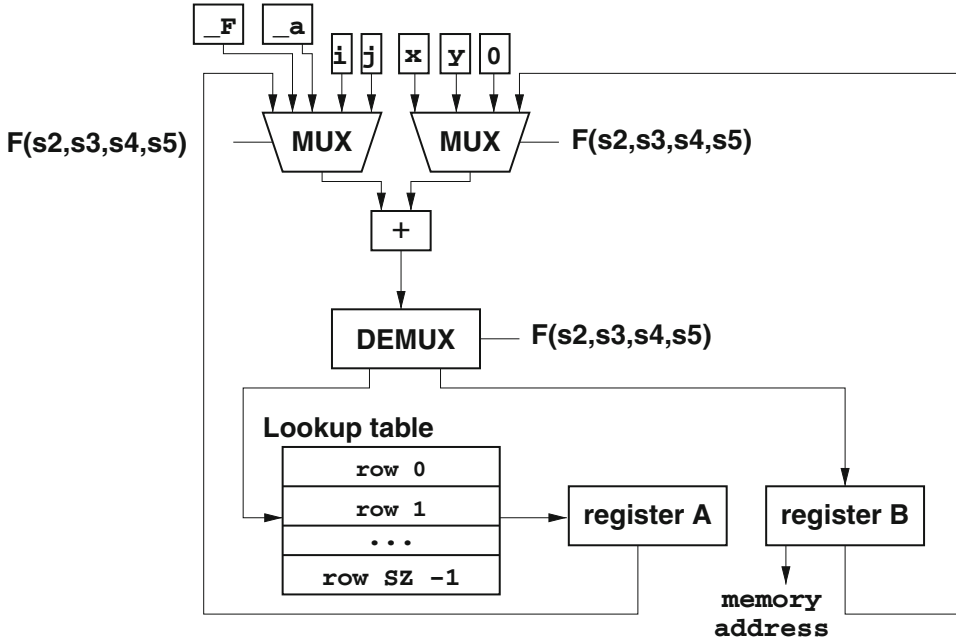 _F
_a
i
j
x
y
0
F(s2,s3,s4,s5)
MUX
MUX
F(s2,s3,s4,s5)
+
DEMUX
F(s2,s3,s4,s5)
Lookup table
row 0
row 1
...
row SZ -1
register A
register B
memory
address